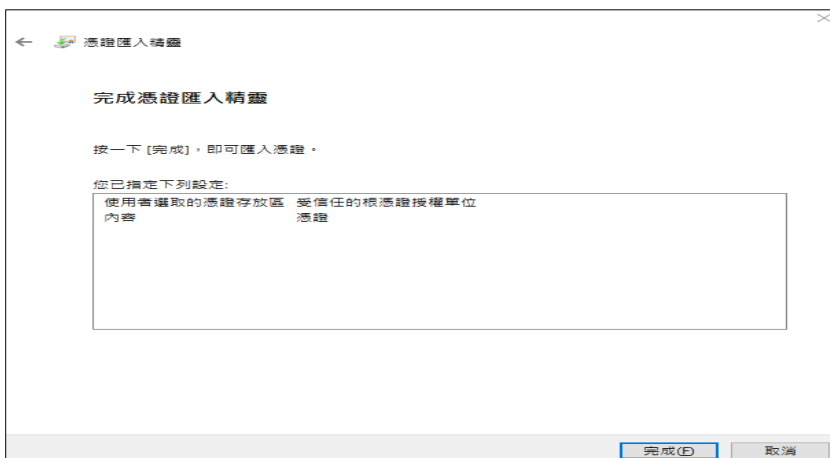 憑證匯入精靈
完成憑證匯入精靈
按一下 [完成]，即可匯入憑證。
您已指定下列設定:
使用者選取的憑證存放區 受信任的根憑證授權單位
內容 憑證
完成(F) 取消